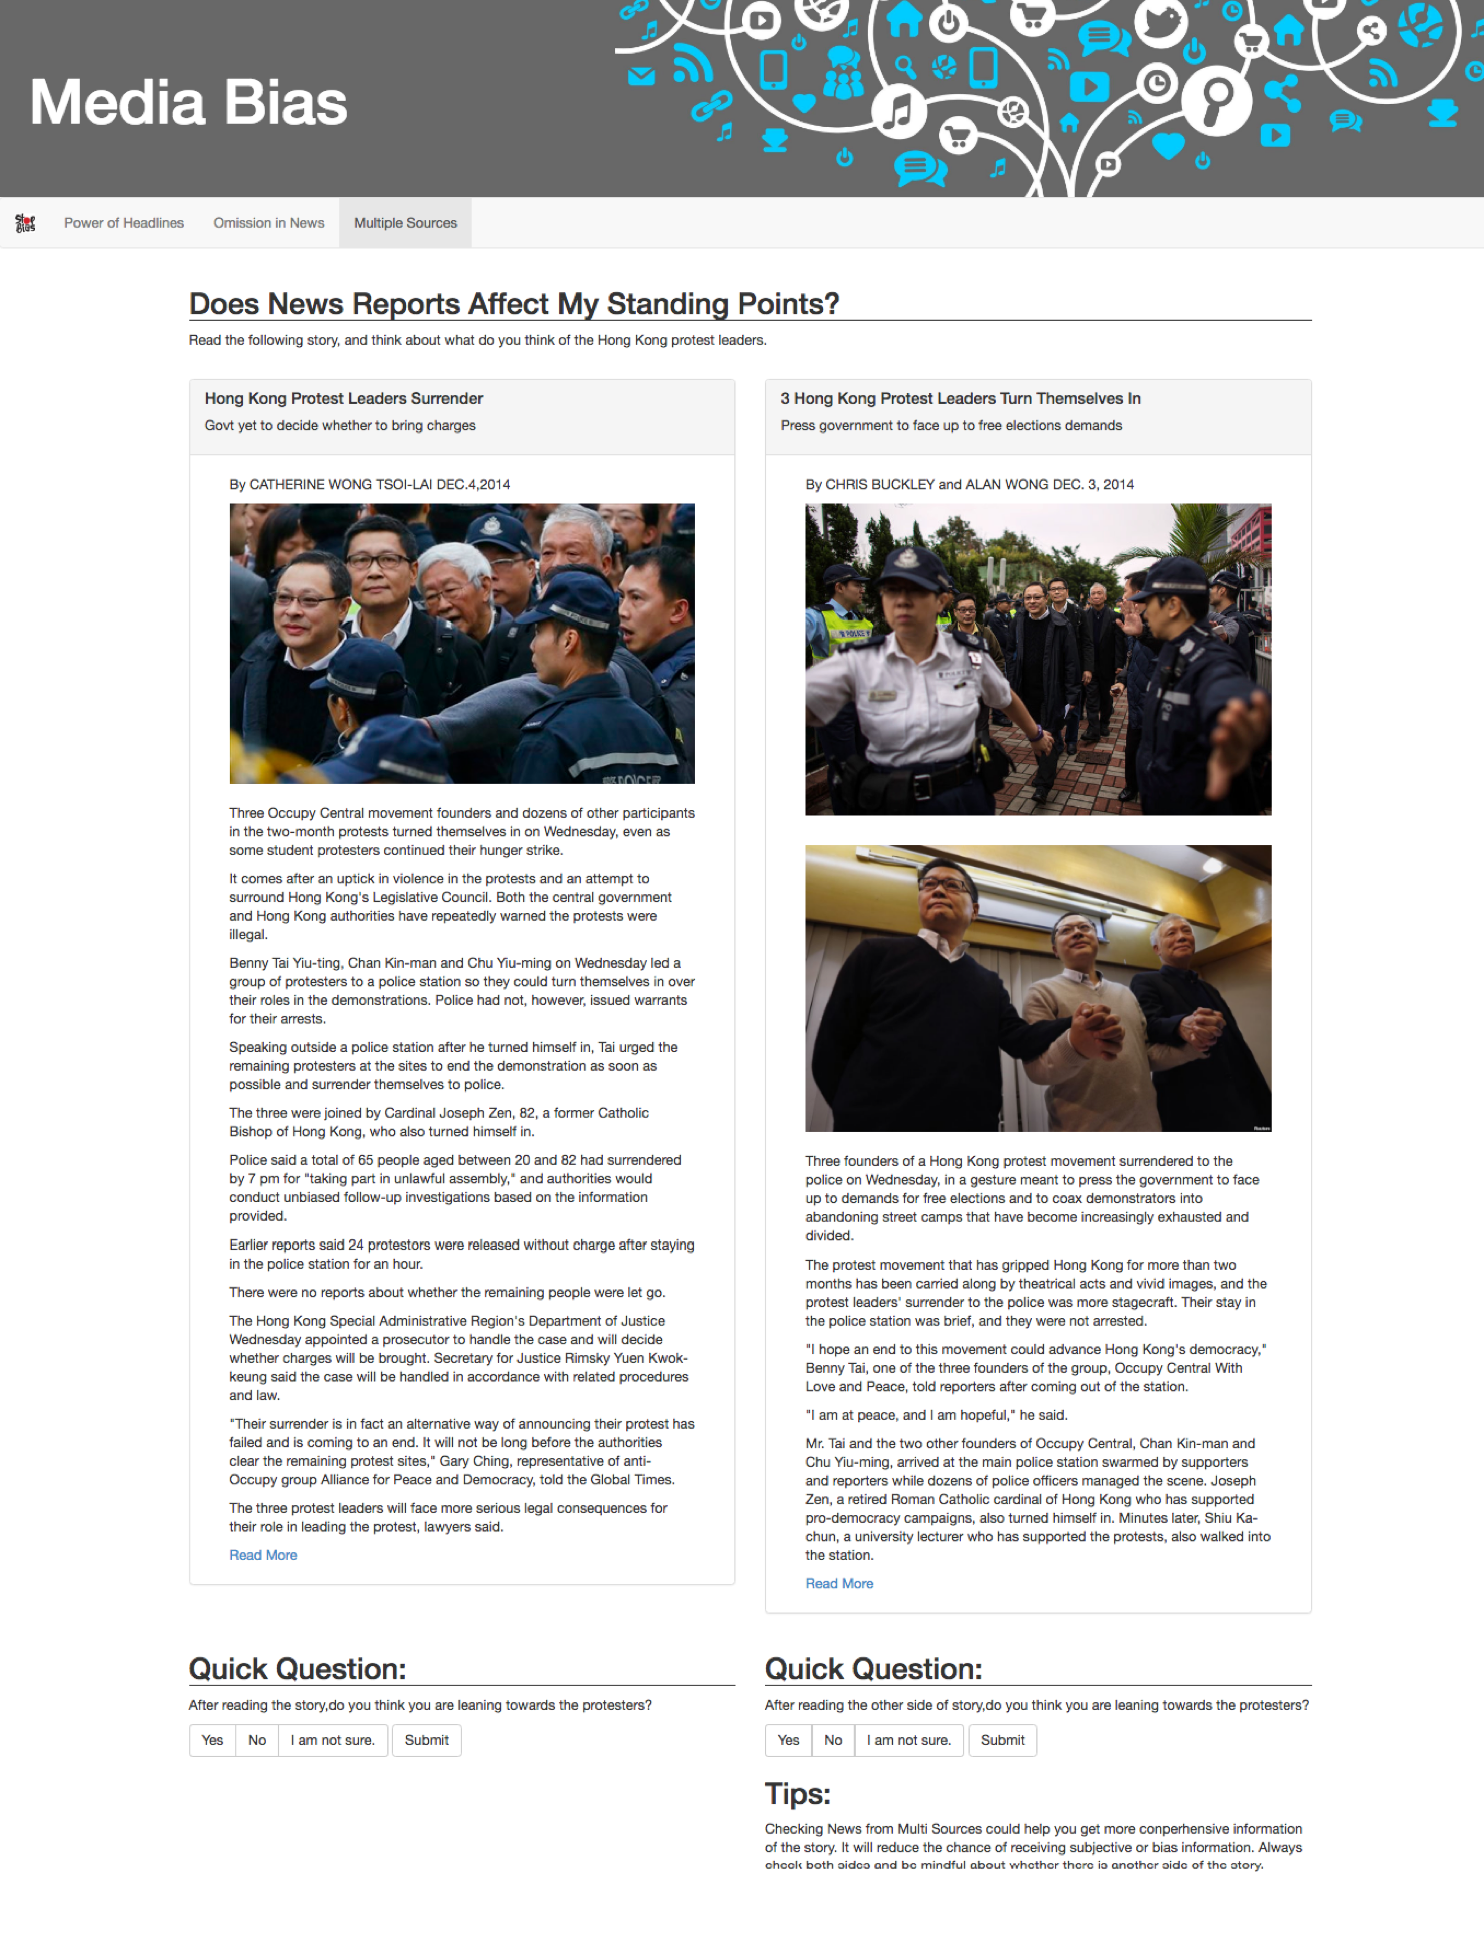 Media Bias
Stop Bias
Power of Headlines
Omission in News
Multiple Sources
Does News Reports Affect My Standing Points?
Read the following story, and think about what do you think of the Hong Kong protest leaders.
Hong Kong Protest Leaders Surrender
Govt yet to decide whether to bring charges
By CATHERINE WONG TSOI-LAI DEC.4,2014
POLICE
Three Occupy Central movement founders and dozens of other participants
in the two-month protests turned themselves in on Wednesday, even as
some student protesters continued their hunger strike.
It comes after an uptick in violence in the protests and an attempt to
surround Hong Kong's Legislative Council. Both the central government
and Hong Kong authorities have repeatedly warned the protests were
illegal.
Benny Tai Yiu-ting, Chan Kin-man and Chu Yiu-ming on Wednesday led a
group of protesters to a police station so they could turn themselves in over
their roles in the demonstrations. Police had not, however, issued warrants
for their arrests.
Speaking outside a police station after he turned himself in, Tai urged the
remaining protesters at the sites to end the demonstration as soon as
possible and surrender themselves to police.
The three were joined by Cardinal Joseph Zen, 82, a former Catholic
Bishop of Hong Kong, who also turned himself in.
Police said a total of 65 people aged between 20 and 82 had surrendered
by 7 pm for "taking part in unlawful assembly," and authorities would
conduct unbiased follow-up investigations based on the information
provided.
Earlier reports said 24 protestors were released without charge after staying
in the police station for an hour.
There were no reports about whether the remaining people were let go.
The Hong Kong Special Administrative Region's Department of Justice
Wednesday appointed a prosecutor to handle the case and will decide
whether charges will be brought. Secretary for Justice Rimsky Yuen Kwok-
keung said the case will be handled in accordance with related procedures
and law.
"Their surrender is in fact an alternative way of announcing their protest has
failed and is coming to an end. It will not be long before the authorities
clear the remaining protest sites," Gary Ching, representative of anti-
Occupy group Alliance for Peace and Democracy, told the Global Times.
The three protest leaders will face more serious legal consequences for
their role in leading the protest, lawyers said.
Read More
3 Hong Kong Protest Leaders Turn Themselves In
Press government to face up to free elections demands
By CHRIS BUCKLEY and ALAN WONG DEC. 3, 2014
POLICE
Reuters
Three founders of a Hong Kong protest movement surrendered to the
police on Wednesday, in a gesture meant to press the government to face
up to demands for free elections and to coax demonstrators into
abandoning street camps that have become increasingly exhausted and
divided.
The protest movement that has gripped Hong Kong for more than two
months has been carried along by theatrical acts and vivid images, and the
protest leaders' surrender to the police was more stagecraft. Their stay in
the police station was brief, and they were not arrested.
"I hope an end to this movement could advance Hong Kong's democracy,"
Benny Tai, one of the three founders of the group, Occupy Central With
Love and Peace, told reporters after coming out of the station.
"I am at peace, and I am hopeful," he said.
Mr. Tai and the two other founders of Occupy Central, Chan Kin-man and
Chu Yiu-ming, arrived at the main police station swarmed by supporters
and reporters while dozens of police officers managed the scene. Joseph
Zen, a retired Roman Catholic cardinal of Hong Kong who has supported
pro-democracy campaigns, also turned himself in. Minutes later, Shiu Ka-
chun, a university lecturer who has supported the protests, also walked into
the station.
Read More
Quick Question:
After reading the story,do you think you are leaning towards the protesters?
Yes No I am not sure. Submit
Quick Question:
After reading the other side of story,do you think you are leaning towards the protesters?
Yes No I am not sure. Submit
Tips:
Checking News from Multi Sources could help you get more conperhensive information
of the story. It will reduce the chance of receiving subjective or bias information. Always
check both sides and be mindful about whether there is another side of the story.